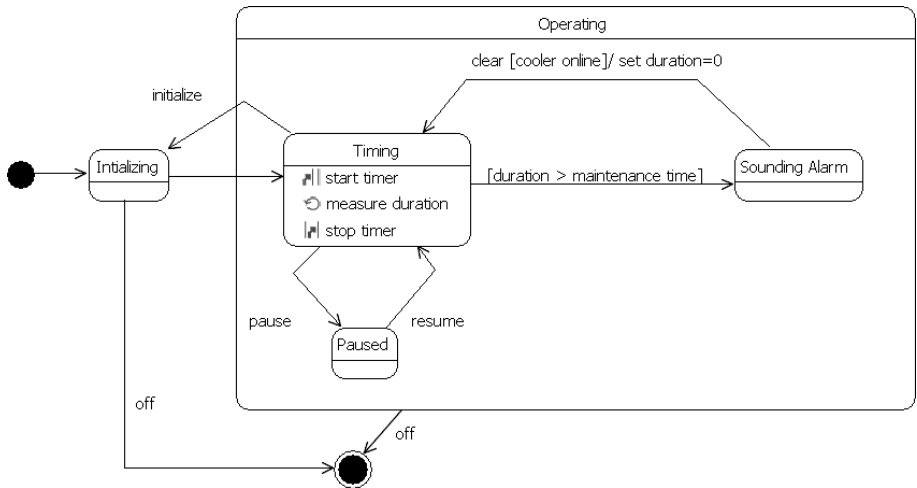 Operating
clear [cooler online]/ set duration=0
initialize
Timing
Intializing
start timer
[duration > maintenance time]
Sounding Alarm
measure duration
stop timer
pause
resume
Paused
off
off